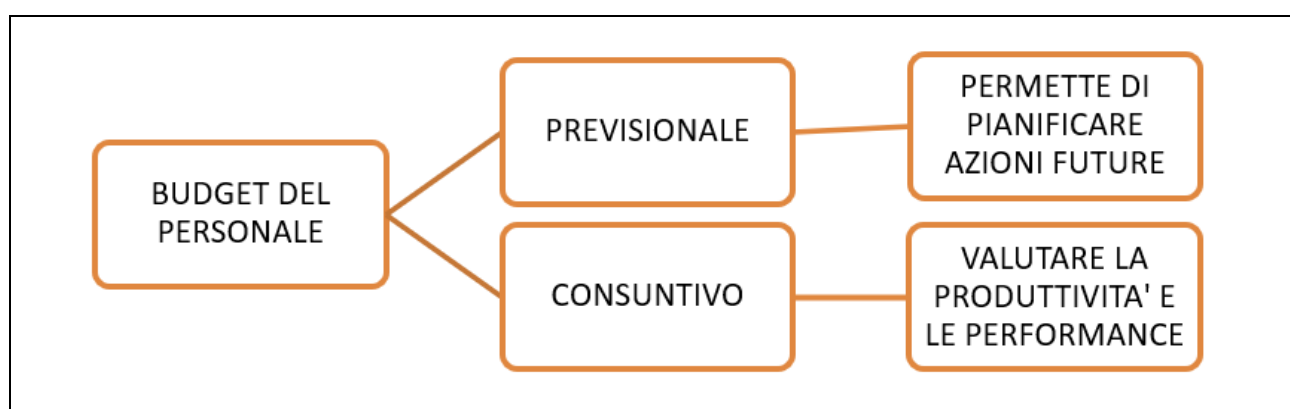 BUDGET DEL
PERSONALE
PREVISIONALE
PERMETTE DI
PIANIFICARE
AZIONI FUTURE
CONSUNTIVO
VALUTARE LA
PRODUTTIVITA' E
LE PERFORMANCE